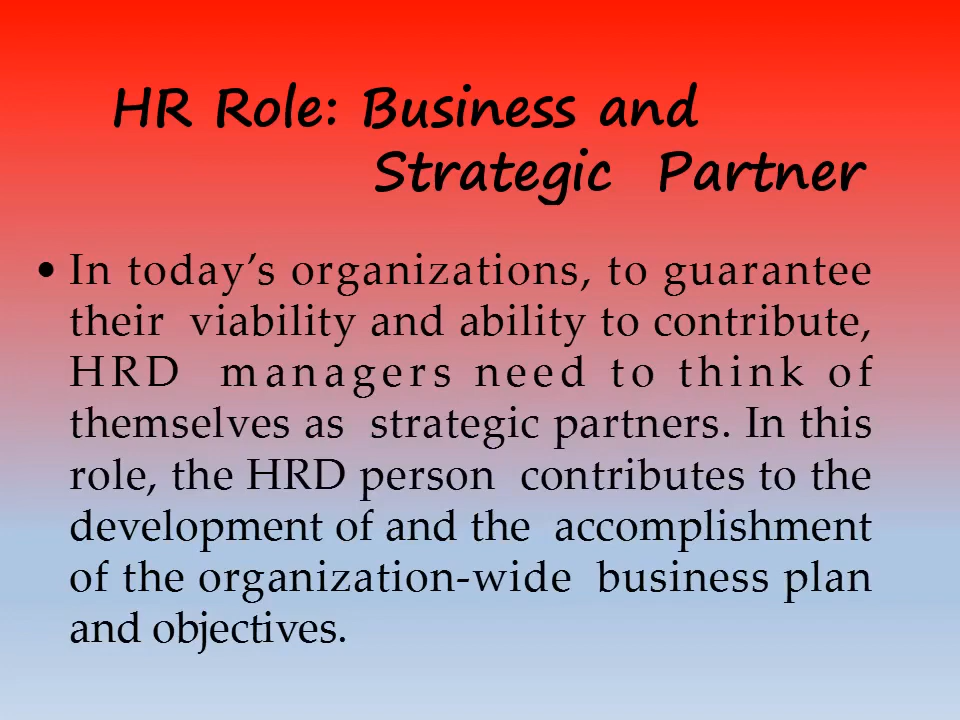 HR Role: Business and
Strategic Partner
• In today’s organizations, to guarantee
their viability and ability to contribute,
HRD managers need to think of
themselves as strategic partners. In this
role, the HRD person contributes to the
development of and the accomplishment
of the organization-wide business plan
and objectives.